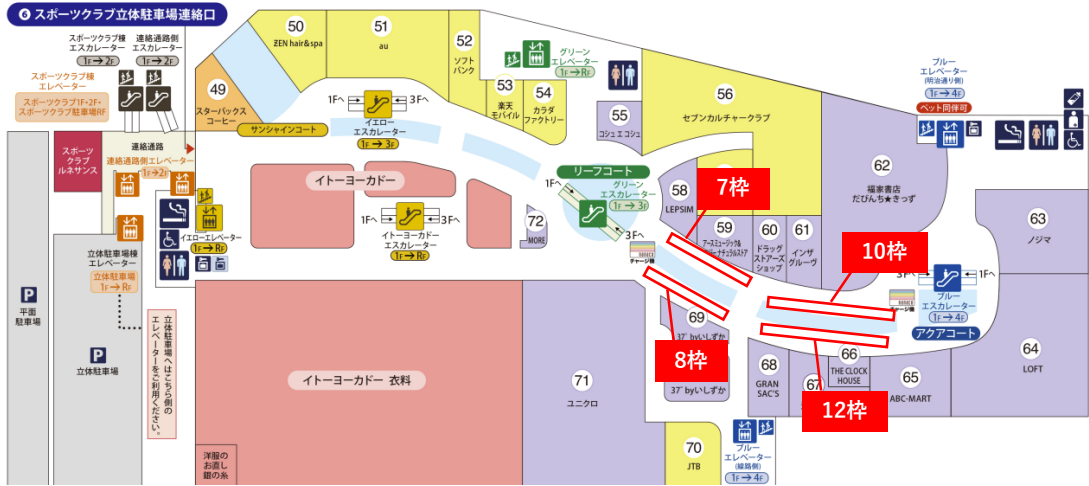 ❻ スポーツクラブ立体駐車場連絡口
スポーツクラブ棟
エスカレーター
1F→2F
連絡通路側
エスカレーター
1F→2F
スポーツクラブ棟
エレベーター
スポーツクラブ1F•2F•
スポーツクラブ駐車場RF
スポーツ
クラブ
ルネサンス
連絡通路
連絡通路側エレベーター
1F→2F
イエローエレベーター
1F→RF
立体駐車場棟
エレベーター
立体駐車場
1F→RF
P
平面
駐車場
P
立体駐車場
立体駐車場へはこちら側の
エレベーターをご利用ください。
49
スターバックス
コーヒー
50
ZEN hair&spa
51
au
52
ソフト
バンク
53
楽天
モバイル
54
カラダ
ファクトリー
グリーン
エレベーター
1F→RF
55
コシュ エ コシュ
56
セブンカルチャークラブ
サンシャインコート
1Fへ
3Fへ
イエロー
エスカレーター
1F→3F
イトーヨーカドー
1Fへ
3Fへ
イトーヨーカドー
エスカレーター
1F→RF
リーフコート
1Fへ
グリーン
エスカレーター
1F→3F
3Fへ
チャージ機
72
MORE
58
LEPSIM
7枠
59
60
ドラッグ
ストアーズ
ショップ
61
インザ
グルーヴ
ブルー
エレベーター
(明治通り側)
1F→4F
ペット同伴可
62
福家書店
だびんち★きっず
63
ノジマ
10枠
1Fへ
ブルー
エスカレーター
1F→4F
チャージ機
アクアコート
64
LOFT
65
ABC-MART
66
THE CLOCK
HOUSE
67
12枠
68
GRAN
SAC'S
69
37° byいしずか
8枠
37° byいしずか
70
JTB
ブルー
エレベーター
(線路側)
1F→4F
71
ユニクロ
イトーヨーカドー 衣料
洋服の
お直し
銀の糸